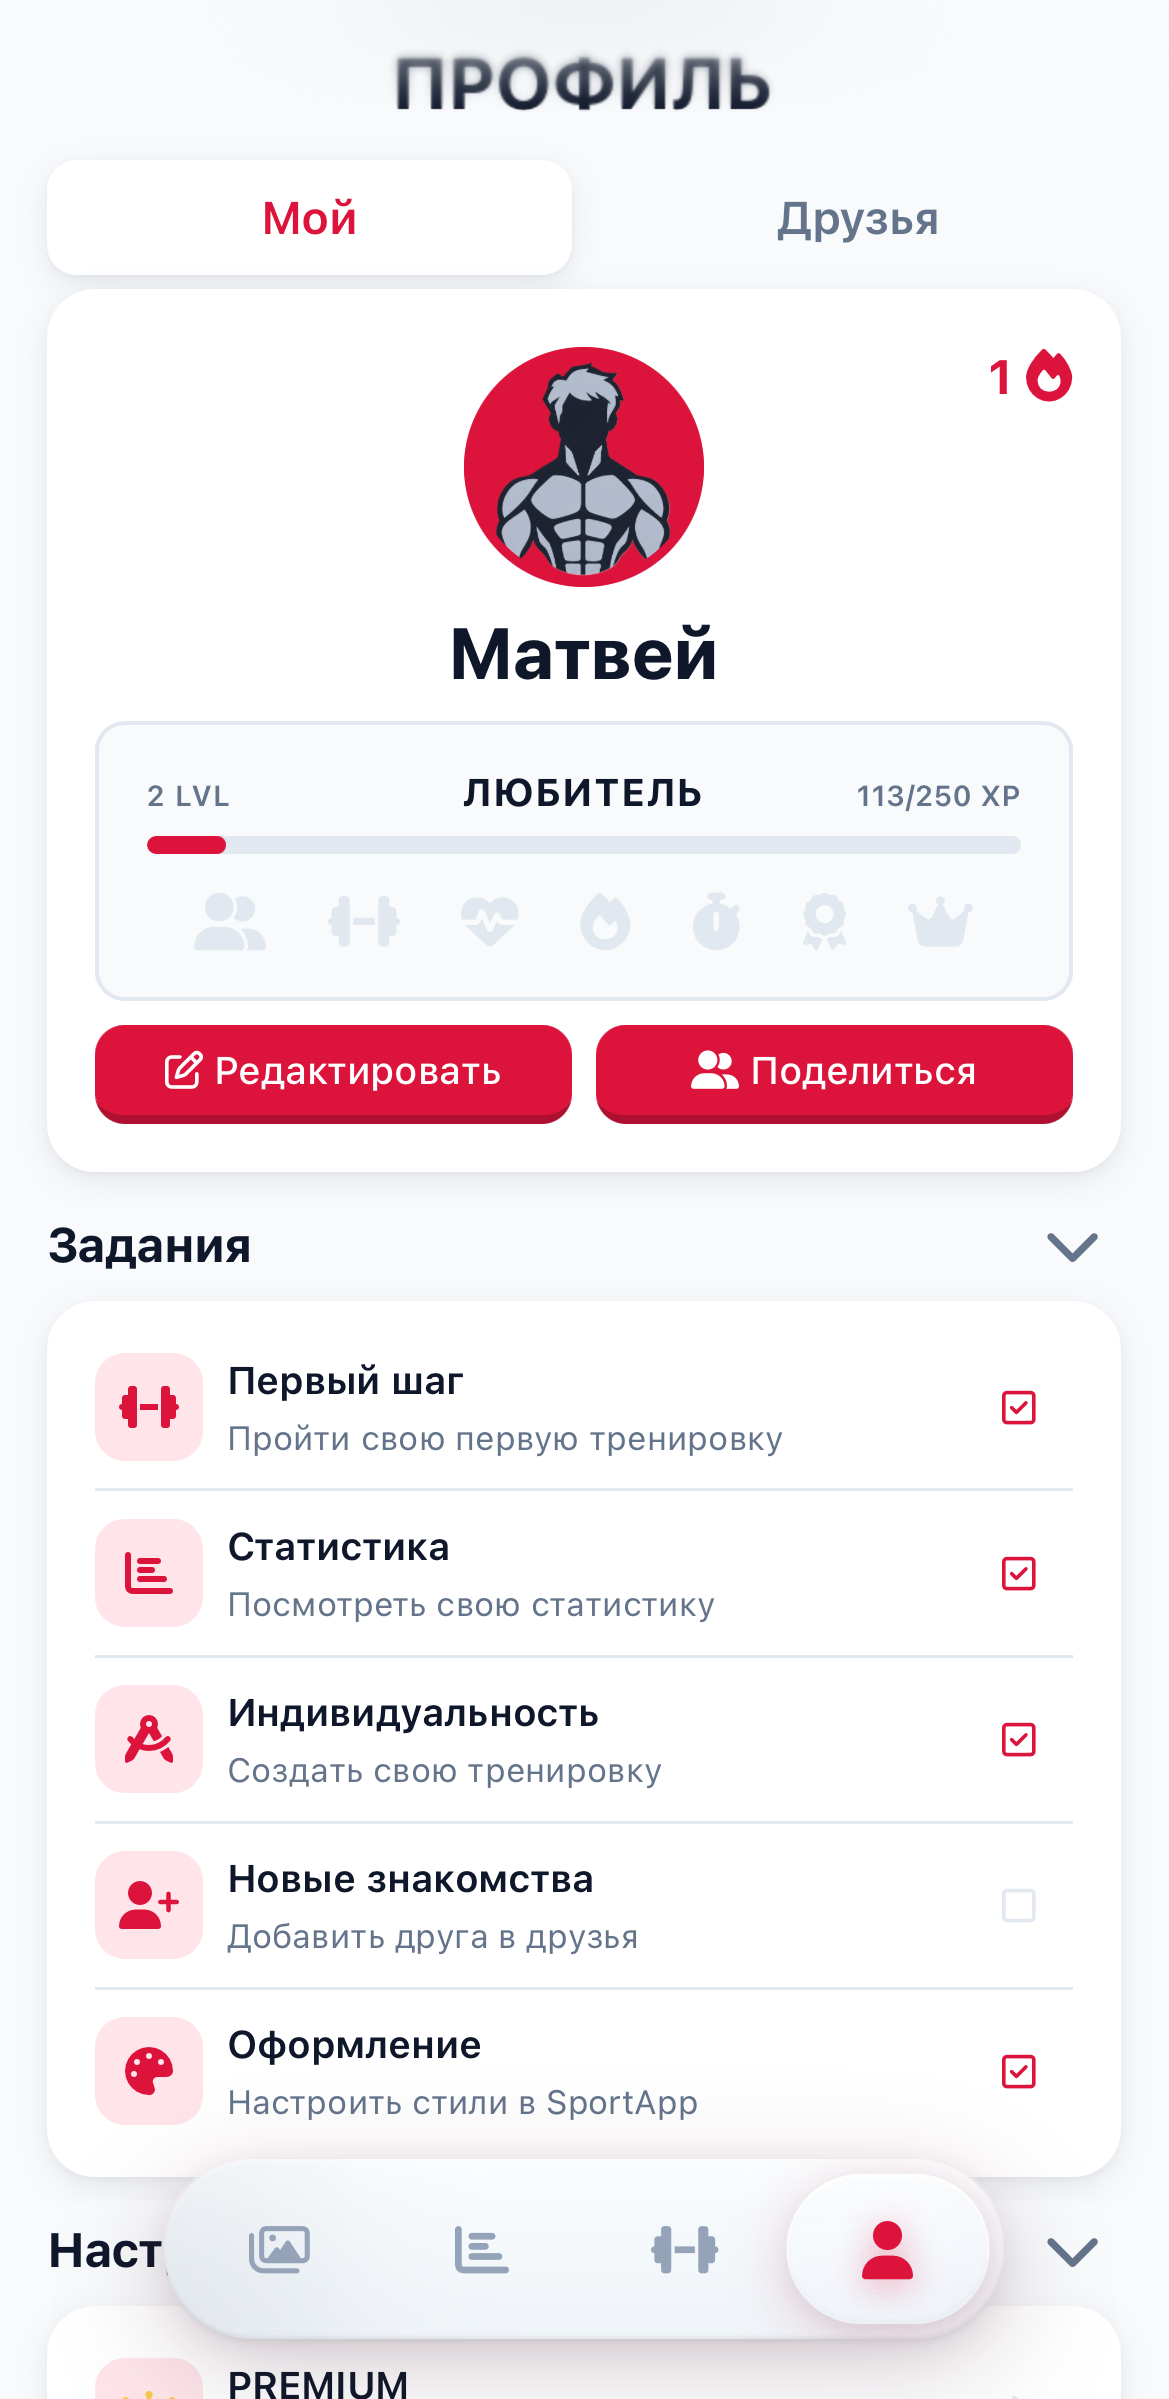 ПРОФИЛЬ
Мой
Друзья
1
Матвей
2 LVL
ЛЮБИТЕЛЬ
113/250 XP
Редактировать
Поделиться
Задания
Первый шаг
Пройти свою первую тренировку
Статистика
Посмотреть свою статистику
Индивидуальность
Создать свою тренировку
Новые знакомства
Добавить друга в друзья
Оформление
Настроить стили в SportApp
PREMIUM